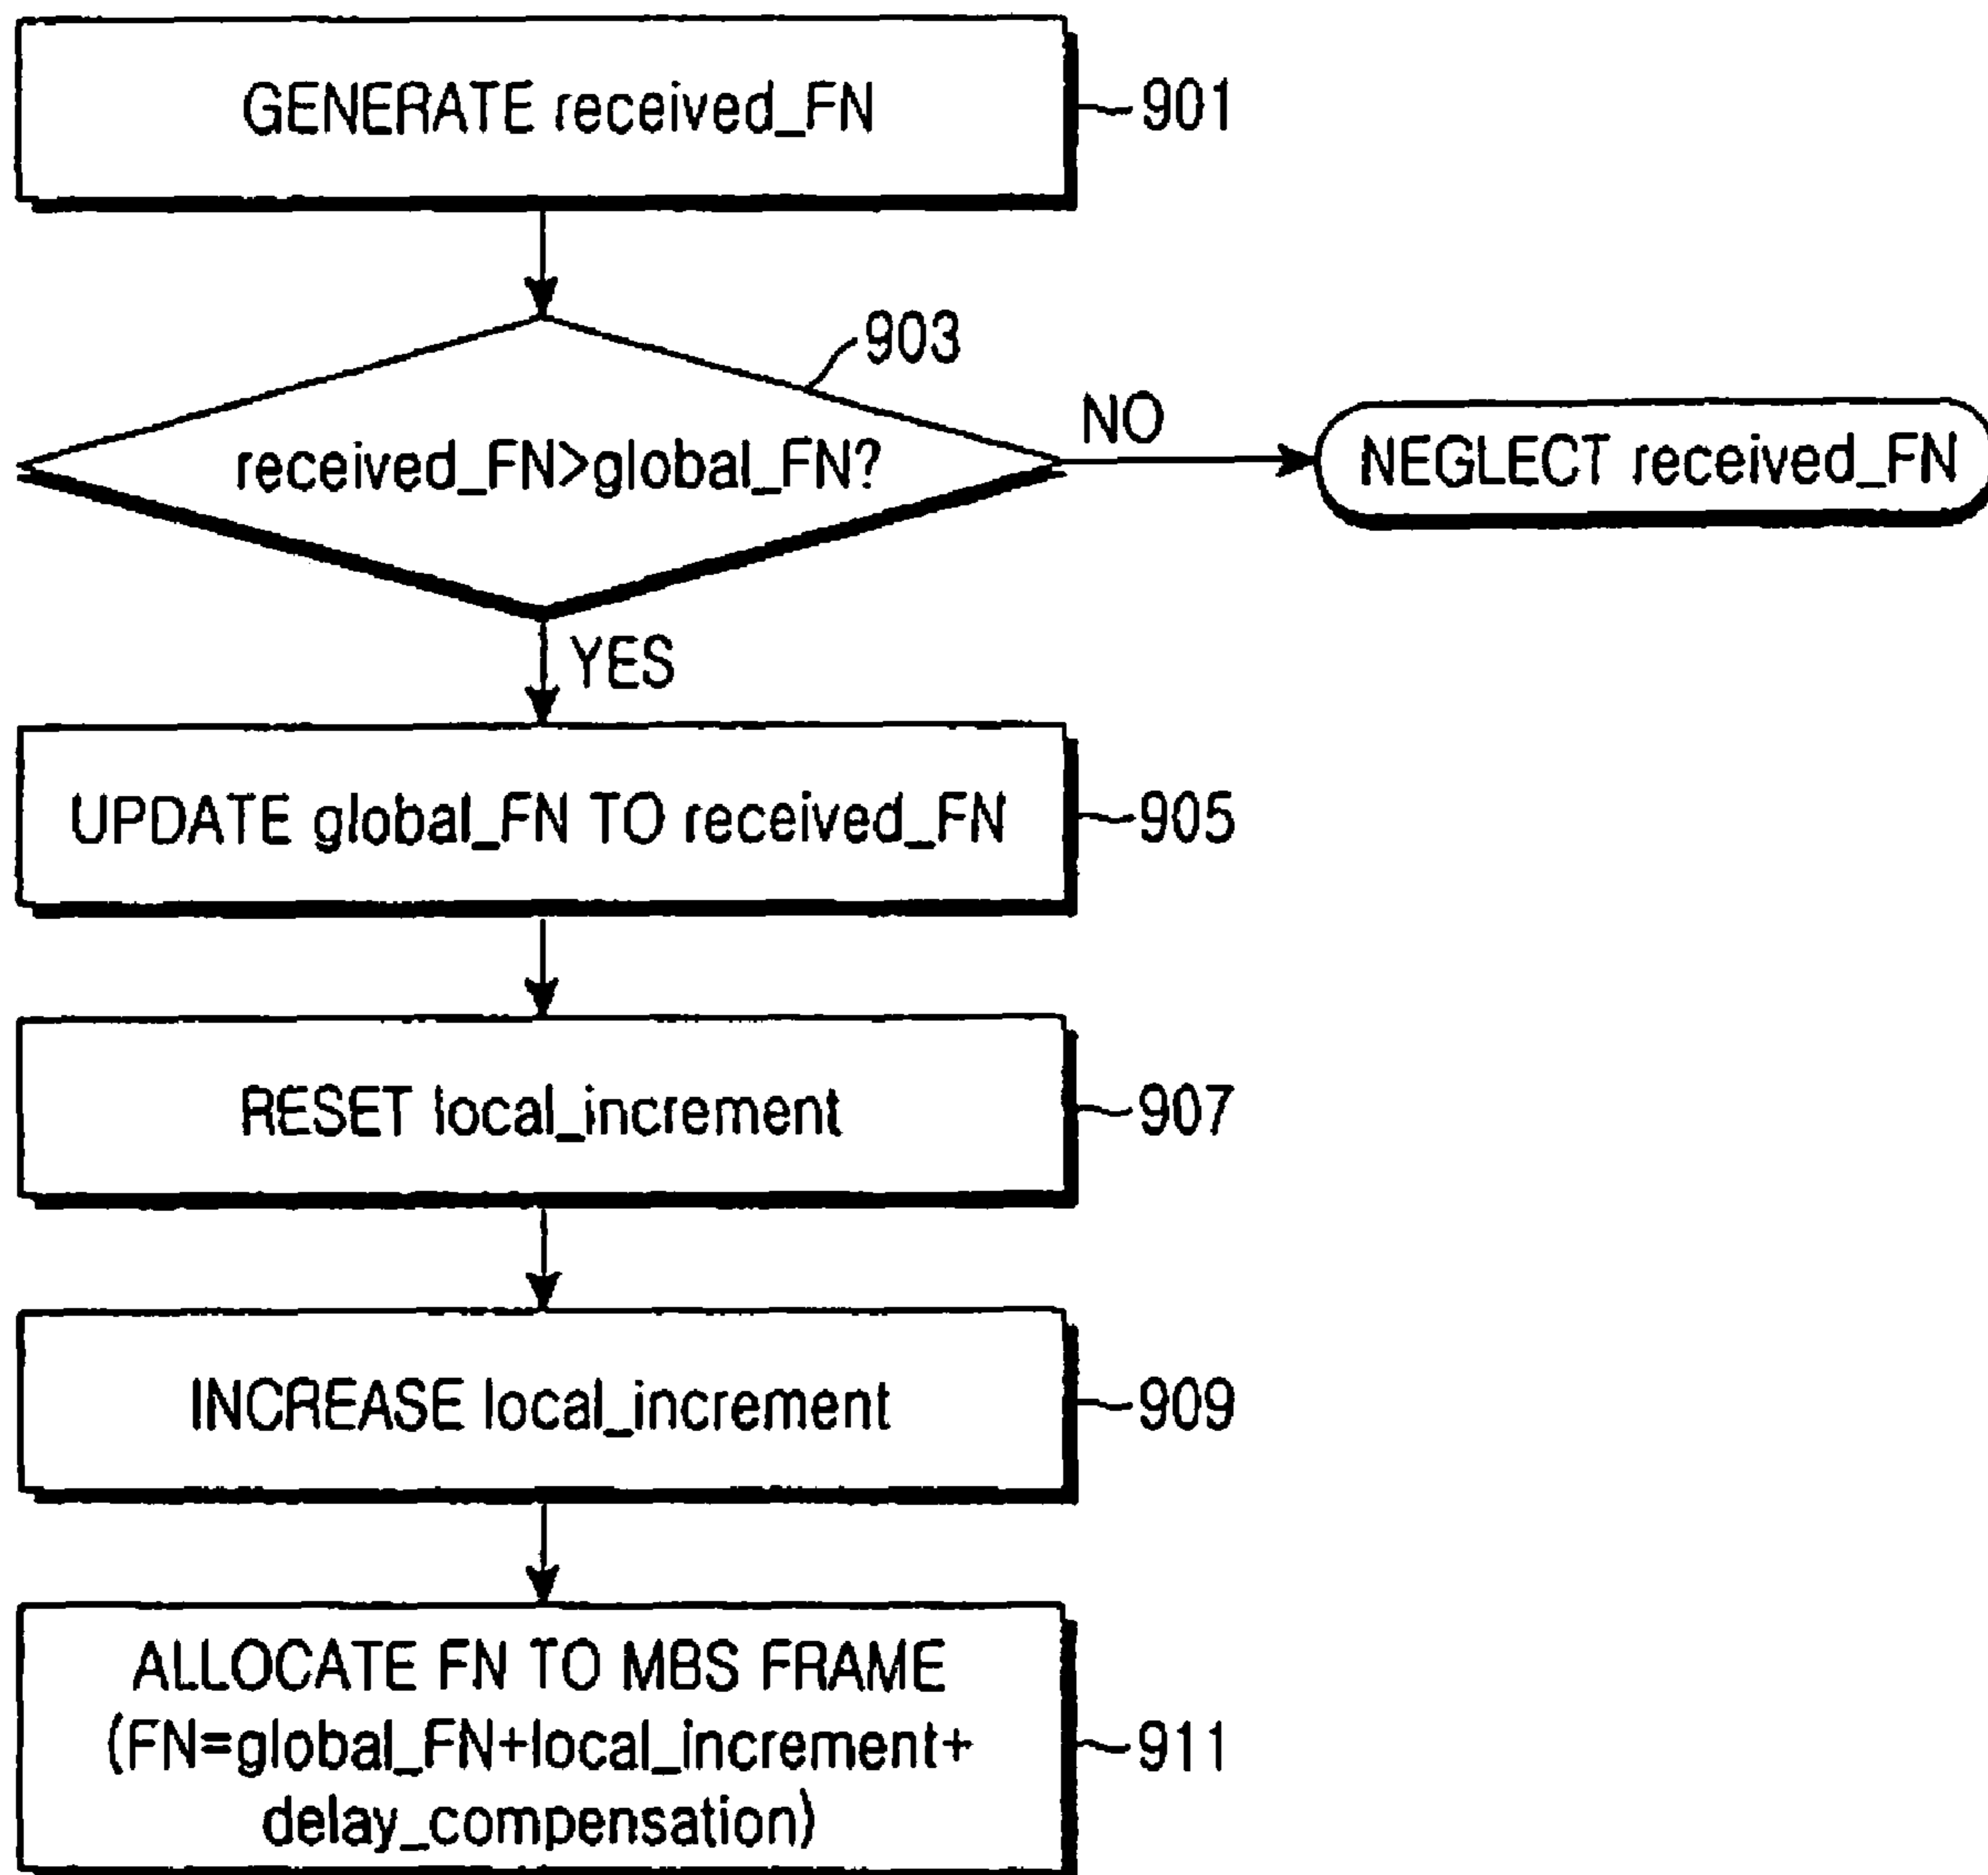 GENERATE received_FN
901
903
received_FN>global_FN?
NO
NEGLECT received_FN
YES
UPDATE global_FN TO received_FN
905
RESET local_increment
907
INCREASE local_increment
909
ALLOCATE FN TO MBS FRAME
(FN=global_FN+local_increment+
delay_compensation)
911